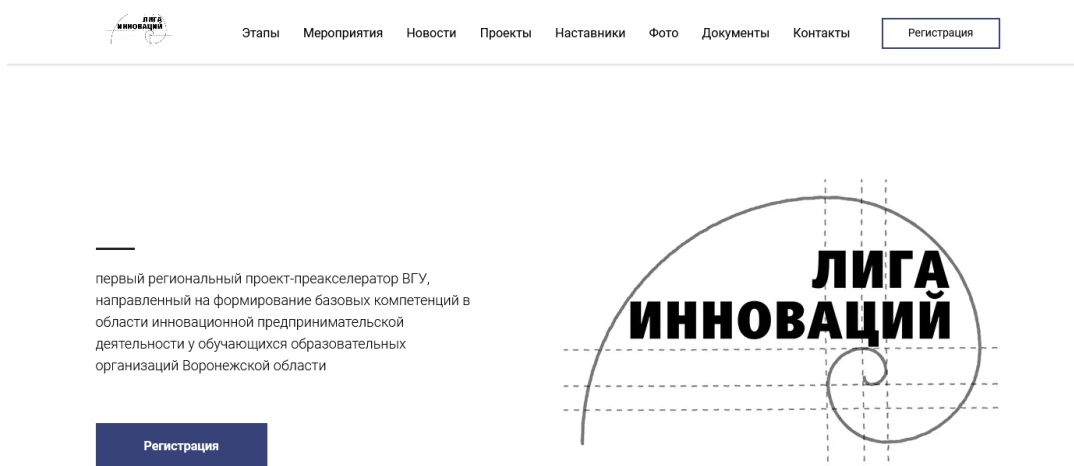 ЛИГА
ИННОВАЦИЙ
Этапы Мероприятия Новости Проекты Наставники Фото Документы Контакты Регистрация
первый региональный проект-преакселератор ВГУ,
направленный на формирование базовых компетенций в
области инновационной предпринимательской
деятельности у обучающихся образовательных
организаций Воронежской области
Регистрация
ЛИГА
ИННОВАЦИЙ